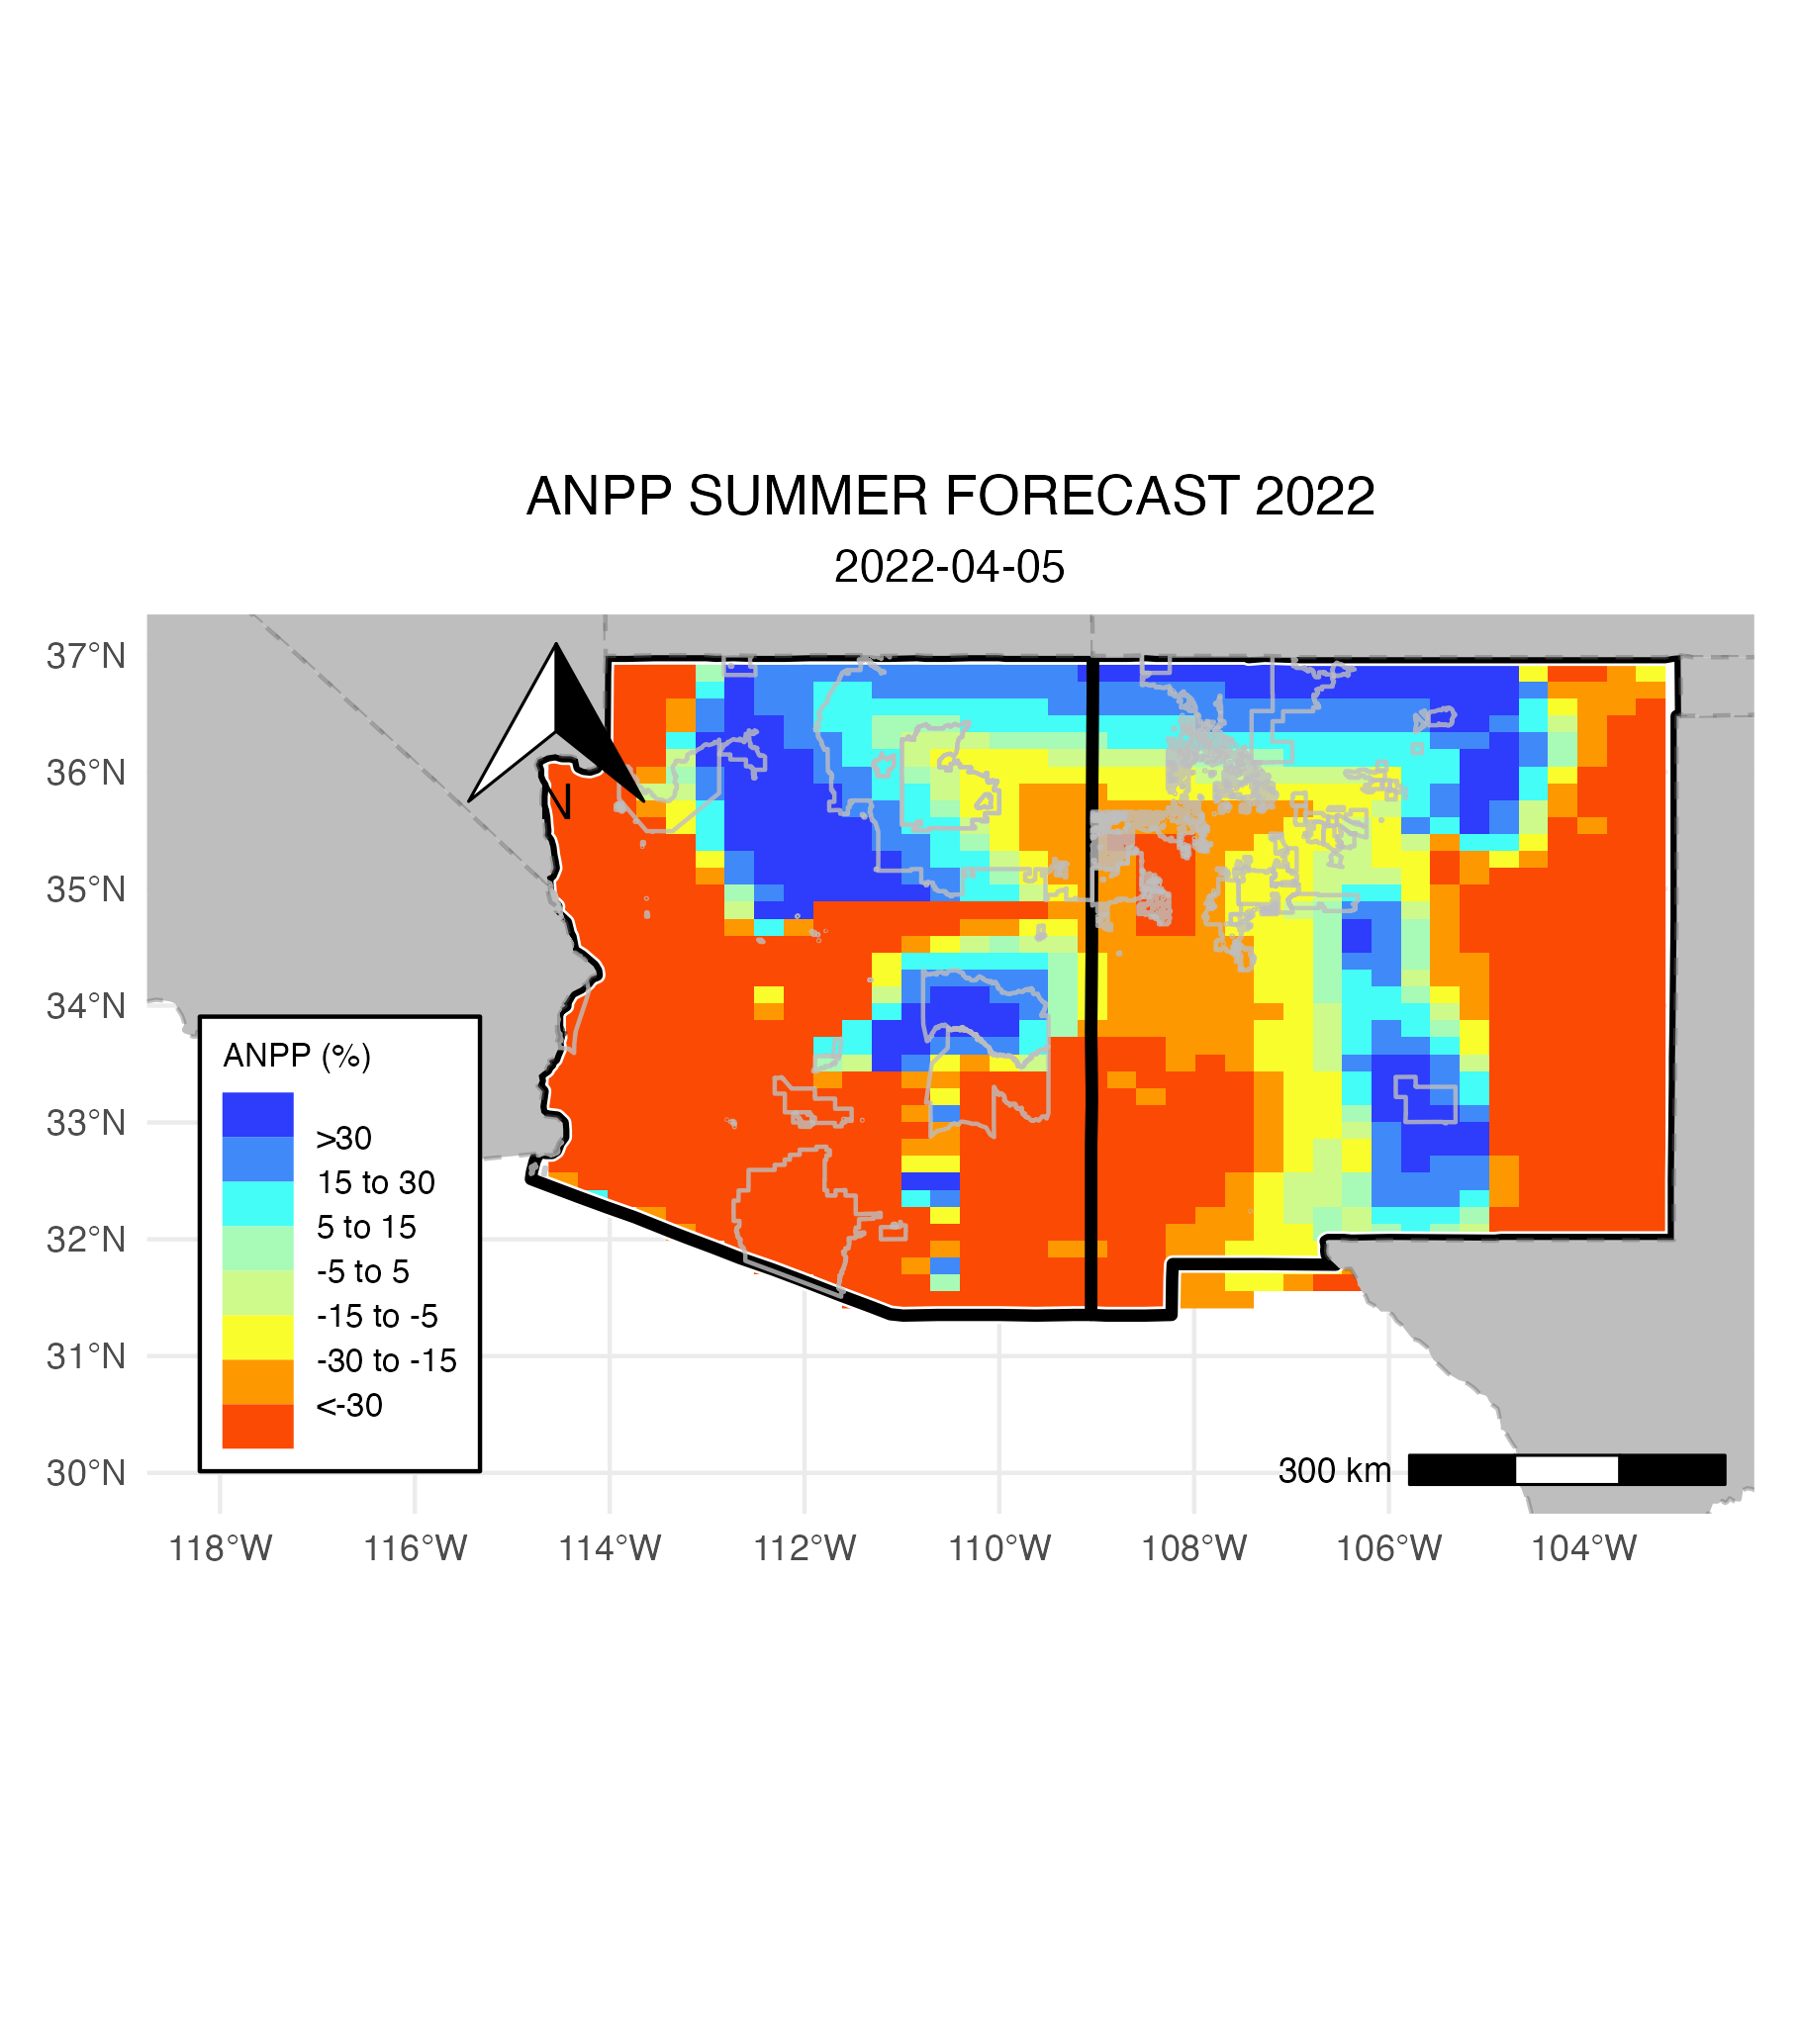 ANPP SUMMER FORECAST 2022
2022-04-05
37°N
36°N
35°N
34°N
33°N
32°N
31°N
30°N
N
ANPP (%)
>30
15 to 30
5 to 15
-5 to 5
-15 to -5
-30 to -15
<-30
300 km
118°W 116°W 114°W 112°W 110°W 108°W 106°W 104°W